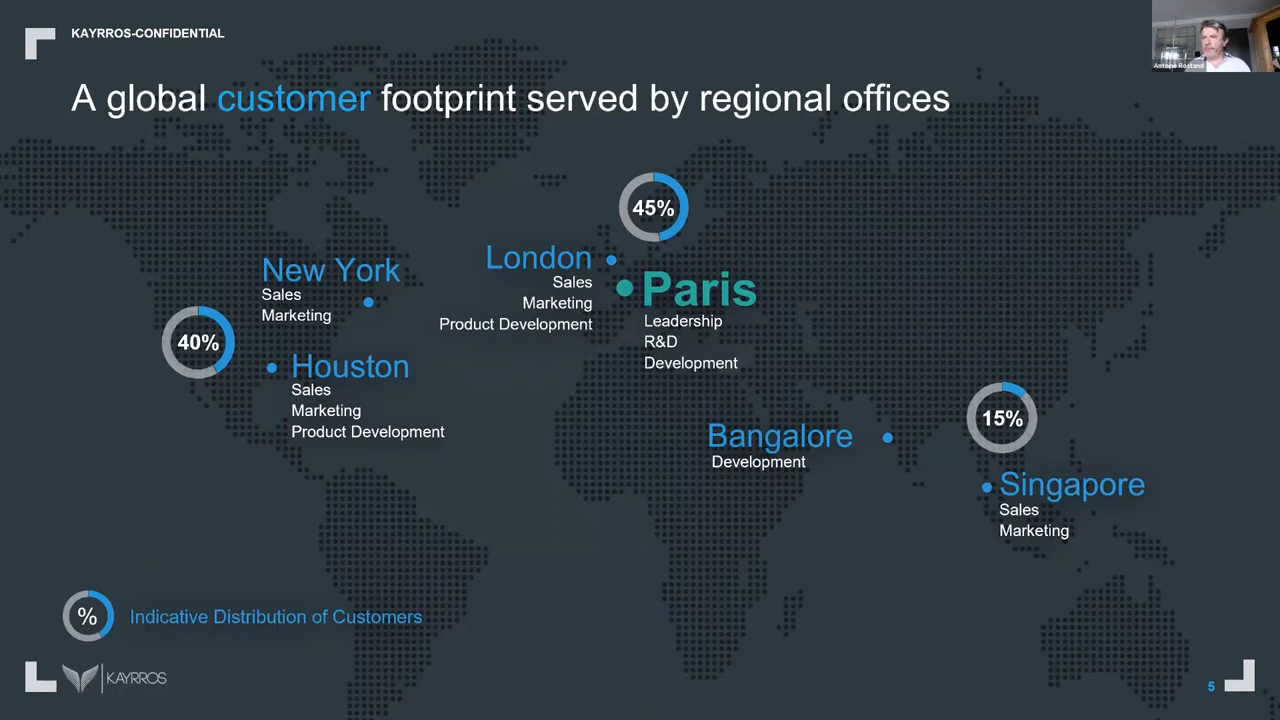 KAYRROS-CONFIDENTIAL
Antoine Rostand
A global customer footprint served by regional offices
45%
London
Sales
Marketing
Product Development
Paris
Leadership
R&D
Development
New York
Sales
Marketing
40%
Houston
Sales
Marketing
Product Development
15%
Bangalore
Development
Singapore
Sales
Marketing
%
Indicative Distribution of Customers
KAYRROS
5